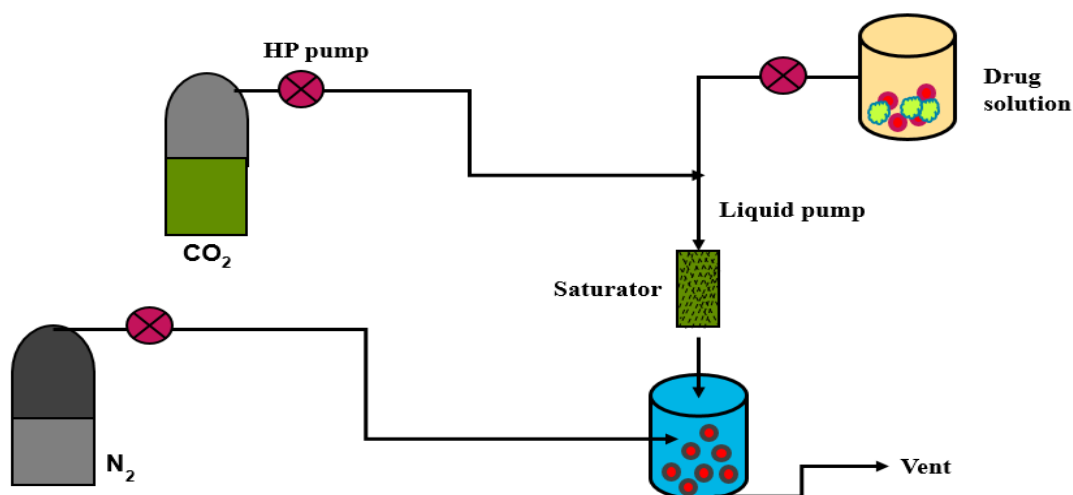 HP pump
Drug
solution
Liquid pump
CO₂
Saturator
N₂
Vent